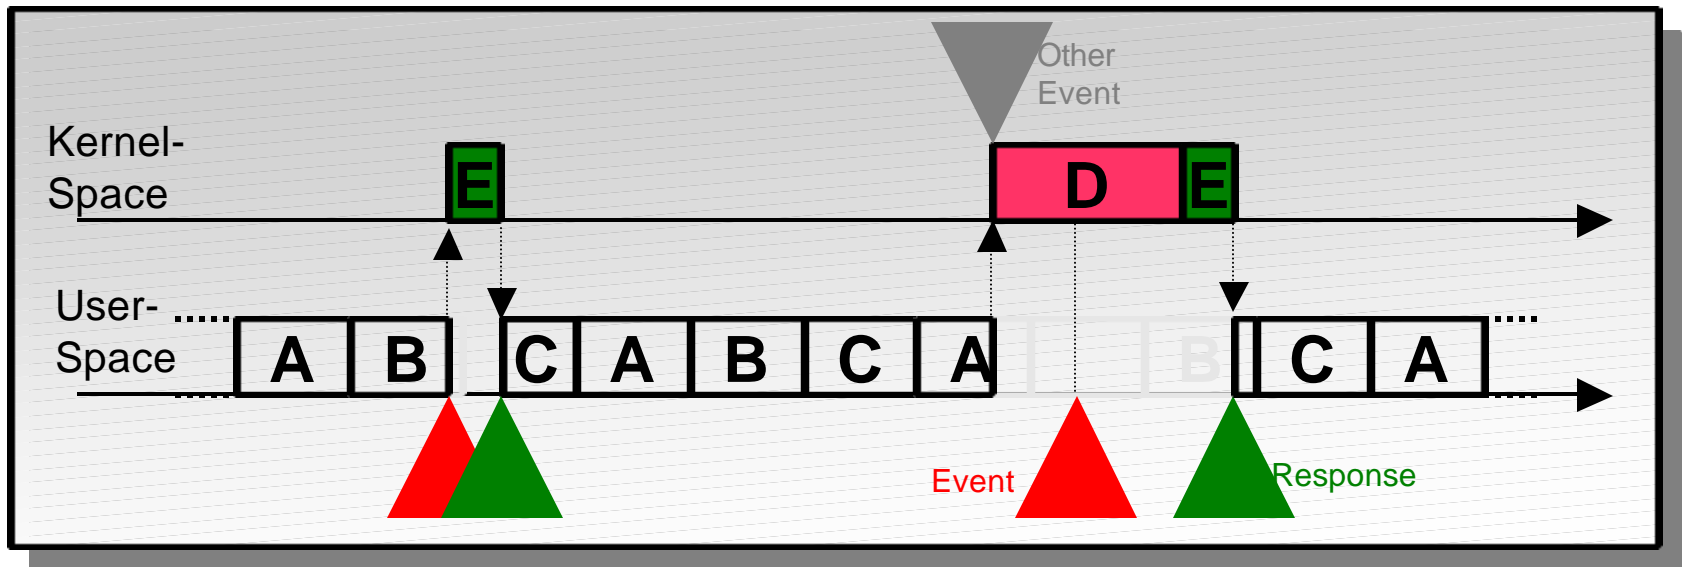 Other
Event
Kernel-
Space
E
D E
User-
Space
A B C A B C A B C A
Event
Response